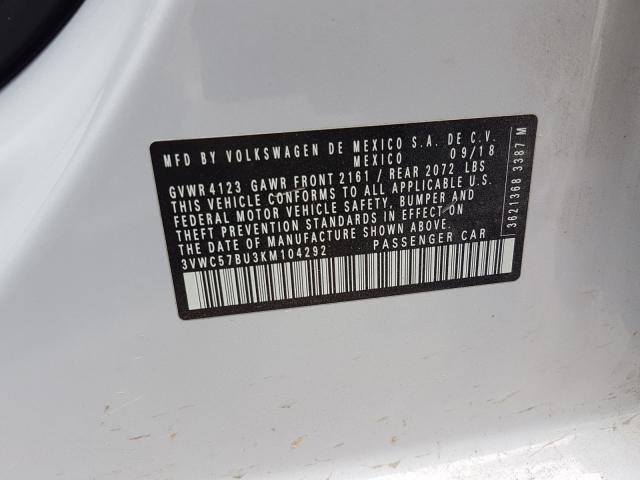 MFD BY VOLKSWAGEN DE MEXICO S.A. DE C.V.
MEXICO 09/18
GVWR 4123 GAWR FRONT 2161 / REAR 2072 LBS
THIS VEHICLE CONFORMS TO ALL APPLICABLE U.S.
FEDERAL MOTOR VEHICLE SAFETY, BUMPER AND
THEFT PREVENTION STANDARDS IN EFFECT ON
THE DATE OF MANUFACTURE SHOWN ABOVE.
3VWC57BU3KM104292 PASSENGER CAR
3621368 3387 M